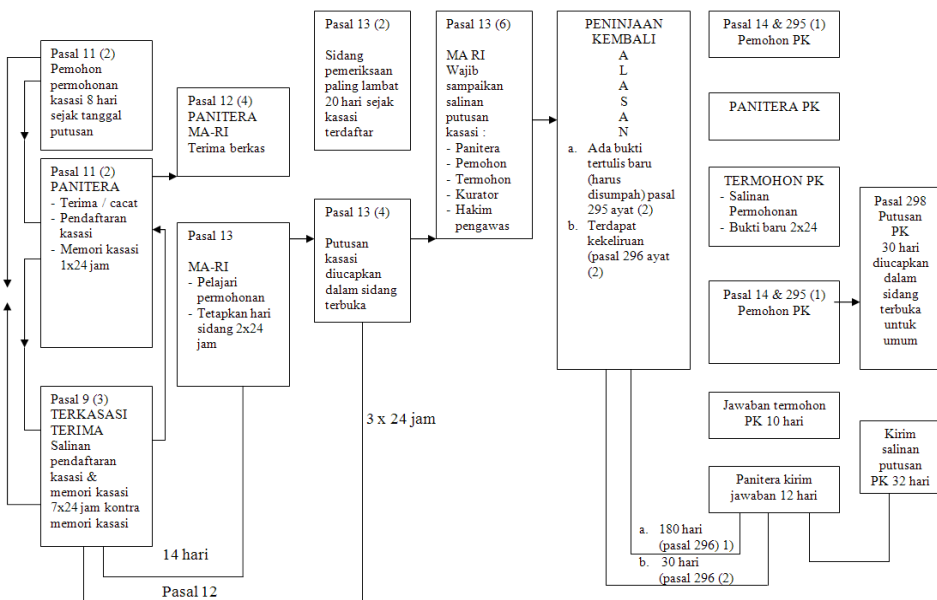 Pasal 11 (2)
Pemohon
permohonan
kasasi 8 hari
sejak tanggal
putusan
Pasal 11 (2)
PANITERA
- Terima / cacat
- Pendaftaran
kasasi
- Memori kasasi
1x24 jam
Pasal 9 (3)
TERKASASI
TERIMA
Salinan
pendaftaran
kasasi &
memori kasasi
7x24 jam kontra
memori kasasi
Pasal 12 (4)
PANITERA
MA-RI
Terima berkas
Pasal 13
MA-RI
- Pelajari
permohonan
- Tetapkan hari
sidang 2x24
jam
14 hari
Pasal 12
Pasal 13 (2)
Sidang
pemeriksaan
paling lambat
20 hari sejak
kasasi
terdaftar
Pasal 13 (4)
Putusan
kasasi
diucapkan
dalam sidang
terbuka
3 x 24 jam
Pasal 13 (6)
MA RI
Wajib
sampaikan
salinan
putusan
kasasi :
- Panitera
- Pemohon
- Termohon
- Kurator
- Hakim
pengawas
PENINJAAN
KEMBALI
A
L
A
S
A
N
a. Ada bukti
tertulis baru
(harus
disumpah) pasal
295 ayat (2)
b. Terdapat
kekeliruan
(pasal 296 ayat
(2)
a. 180 hari
(pasal 296) 1)
b. 30 hari
(pasal 296 (2)
Pasal 14 & 295 (1)
Pemohon PK
PANITERA PK
TERMOHON PK
- Salinan
Permohonan
- Bukti baru 2x24
Pasal 14 & 295 (1)
Pemohon PK
Jawaban termohon
PK 10 hari
Panitera kirim
jawaban 12 hari
Pasal 298
Putusan
PK
30 hari
diucapkan
dalam
sidang
terbuka
untuk
umum
Kirim
salinan
putusan
PK 32 hari